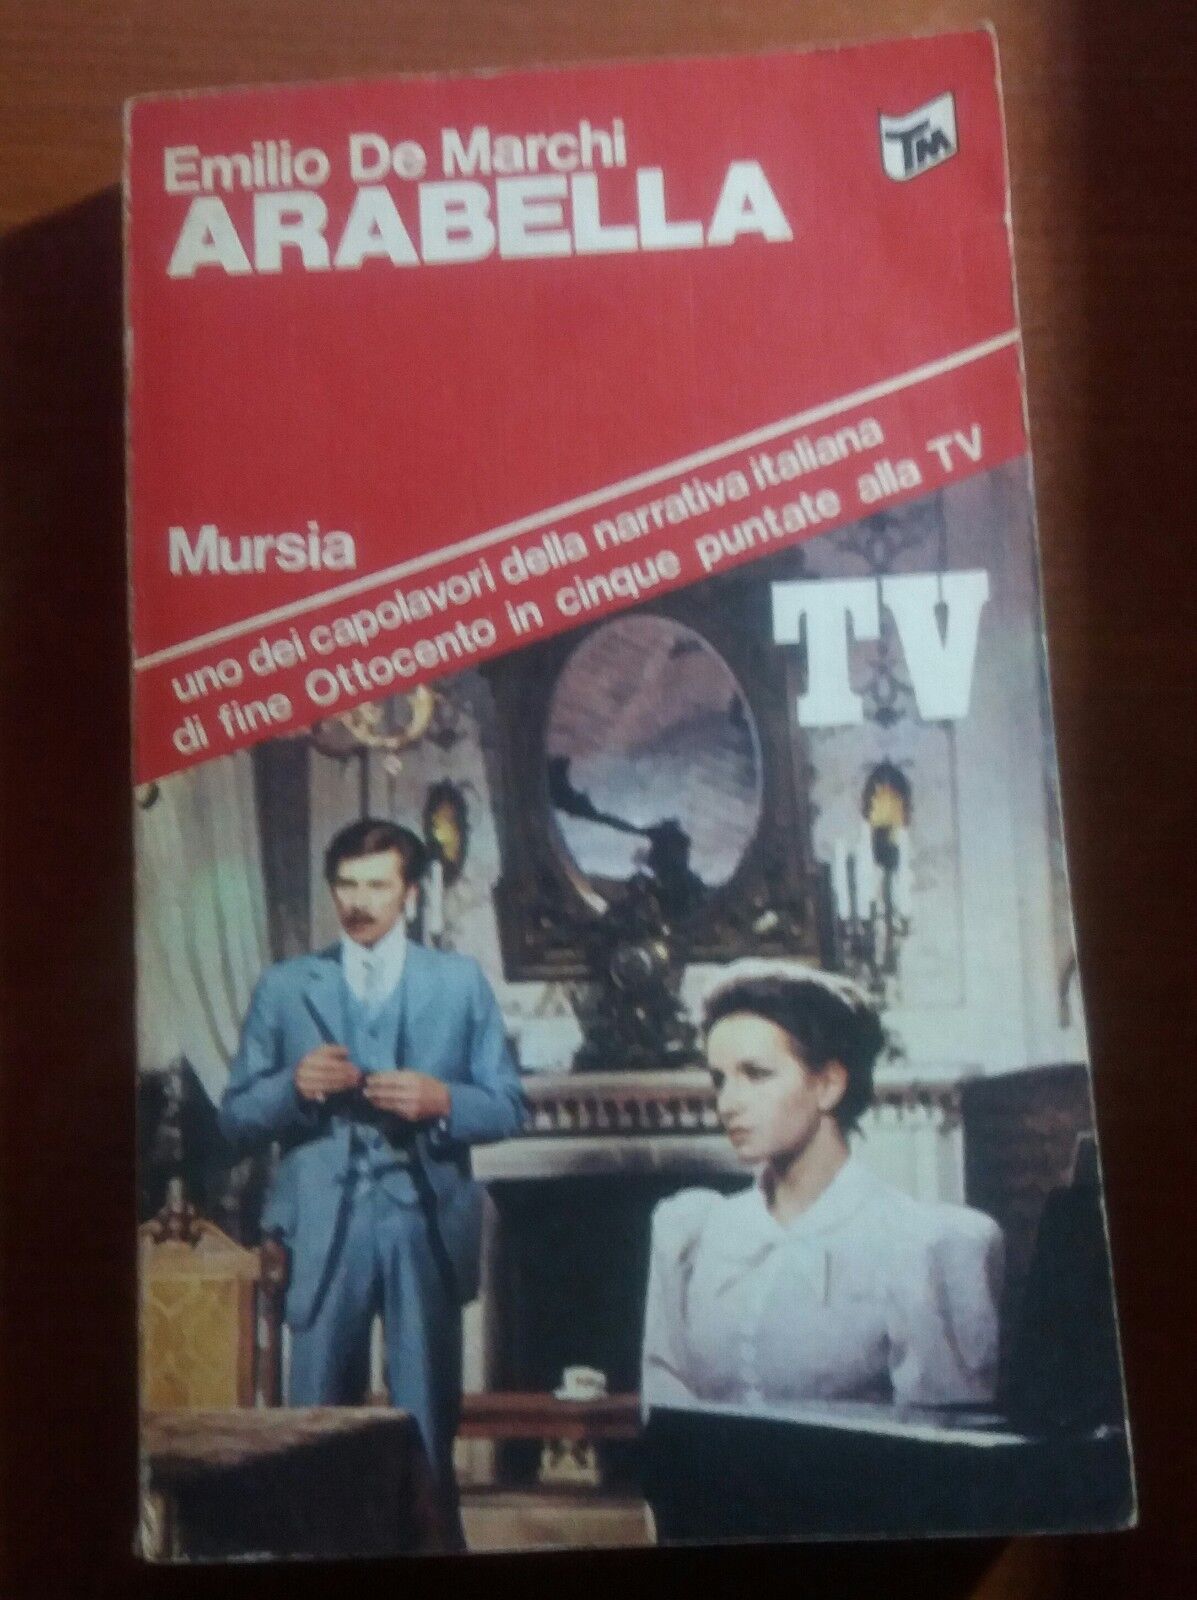 Emilio De Marchi
ARABELLA
TM
Mursia
uno dei capolavori della narrativa italiana
di fine Ottocento in cinque puntate alla TV
TV